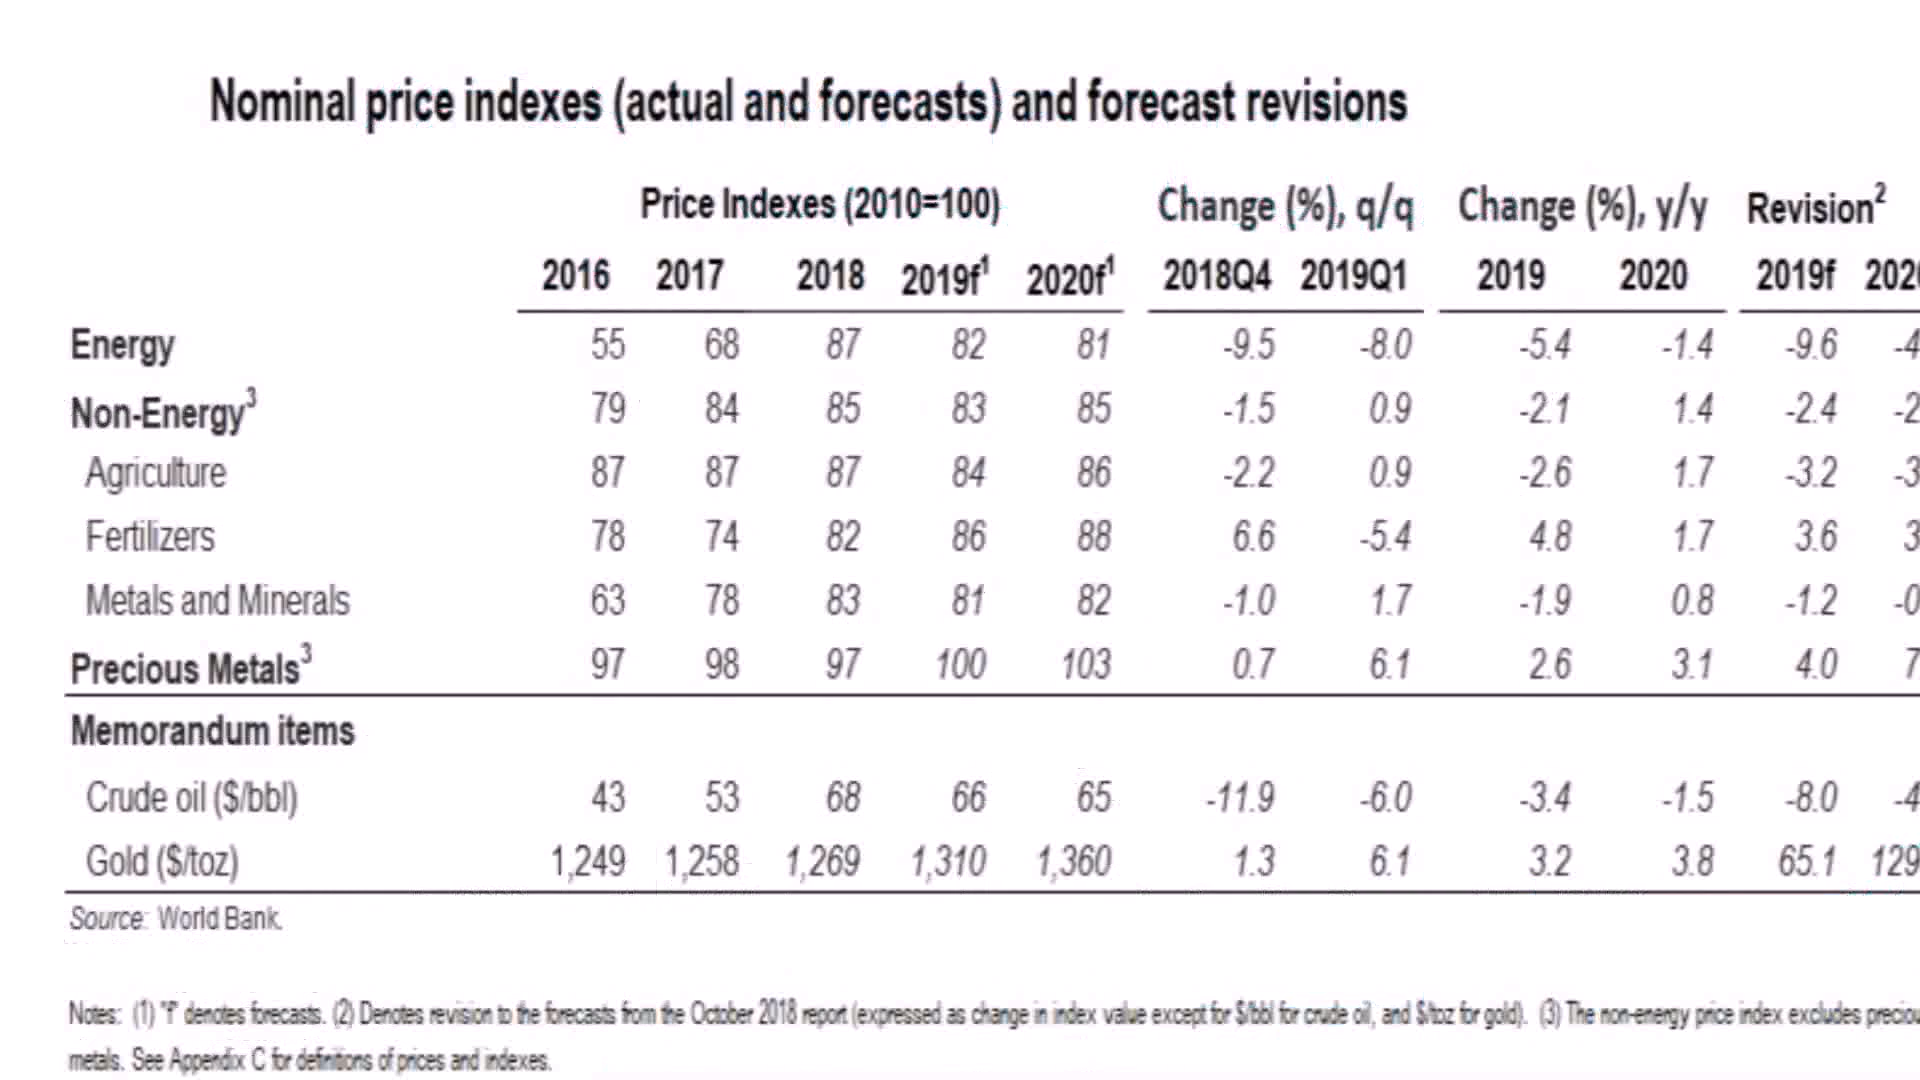 Nominal price indexes (actual and forecasts) and forecast revisions
Price Indexes (2010=100) Change (%), q/q Change (%), y/y Revision²
2016 2017 2018 2019f¹ 2020f¹ 2018Q4 2019Q1 2019 2020 2019f 202
Energy 55 68 87 82 81 -9.5 -8.0 -5.4 -1.4 -9.6 -4
Non-Energy³ 79 84 85 83 85 -1.5 0.9 -2.1 1.4 -2.4 -2
Agriculture 87 87 87 84 86 -2.2 0.9 -2.6 1.7 -3.2 -3
Fertilizers 78 74 82 86 88 6.6 -5.4 4.8 1.7 3.6 3
Metals and Minerals 63 78 83 81 82 -1.0 1.7 -1.9 0.8 -1.2 -0
Precious Metals³ 97 98 97 100 103 0.7 6.1 2.6 3.1 4.0 7
Memorandum items
Crude oil ($/bbl) 43 53 68 66 65 -11.9 -6.0 -3.4 -1.5 -8.0 -4
Gold ($/toz) 1,249 1,258 1,269 1,310 1,360 1.3 6.1 3.2 3.8 65.1 129
Source: World Bank.
Notes: (1) "f" denotes forecasts. (2) Denotes revision to the forecasts from the October 2018 report (expressed as change in index value except for $/bbl for crude oil, and $/toz for gold). (3) The non-energy price index excludes preciou
metals. See Appendix C for definitions of prices and indexes.